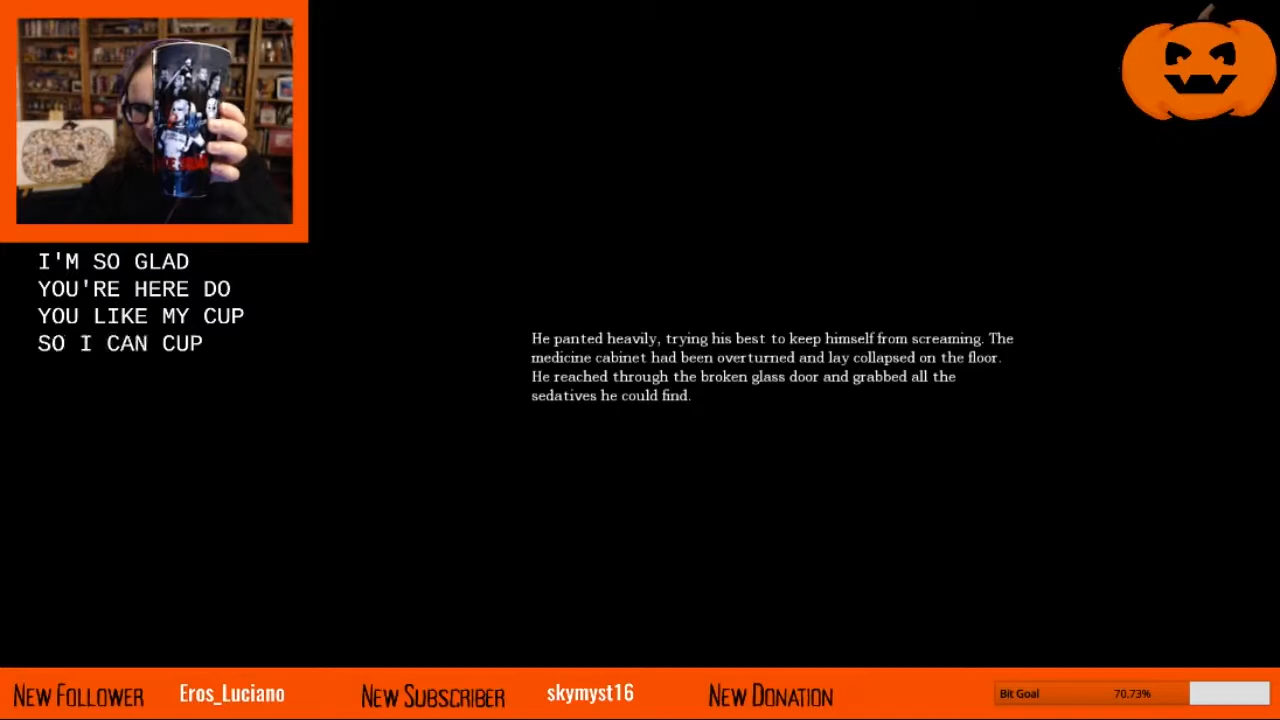 I'M SO GLAD
YOU'RE HERE DO
YOU LIKE MY CUP
SO I CAN CUP
He panted heavily, trying his best to keep himself from screaming. The
medicine cabinet had been overturned and lay collapsed on the floor.
He reached through the broken glass door and grabbed all the
sedatives he could find.
NEW FOLLOWER
Eros_Luciano
NEW SUBSCRIBER
skymyst16
NEW DONATION
Bit Goal
70.73%